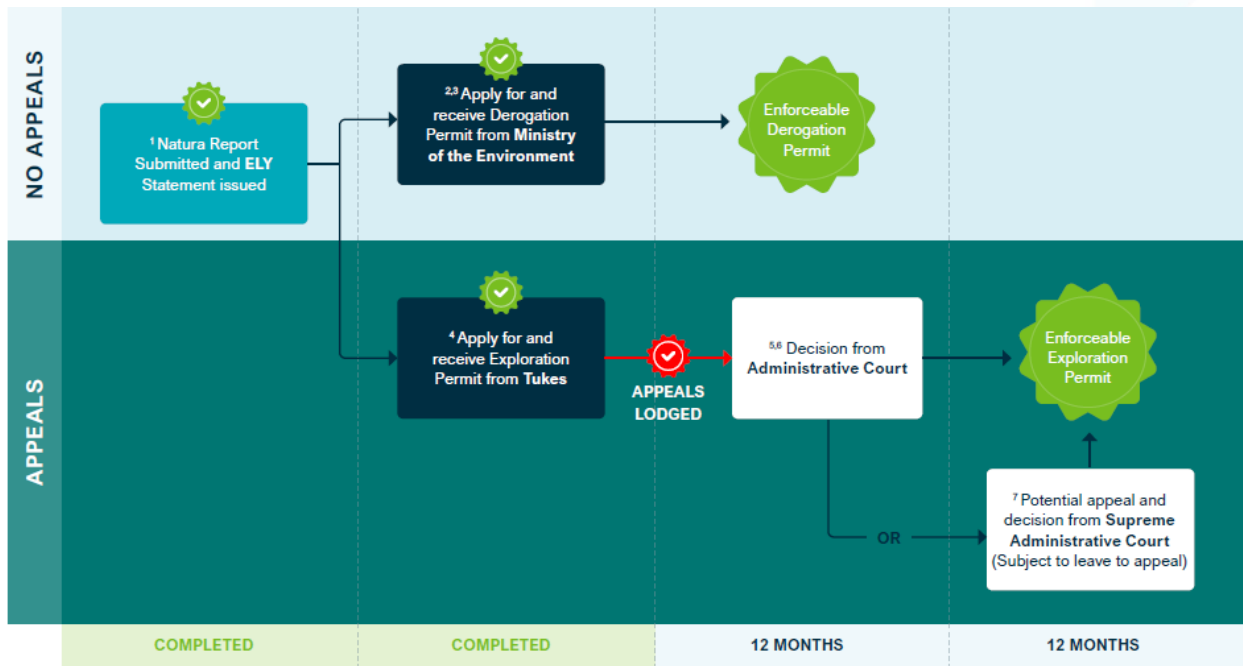 NO APPEALS
¹ Natura Report
Submitted and ELY
Statement issued
²,³ Apply for and
receive Derogation
Permit from Ministry
of the Environment
Enforceable
Derogation
Permit
APPEALS
⁴ Apply for and
receive Exploration
Permit from Tukes
APPEALS
LODGED
⁵,⁶ Decision from
Administrative Court
Enforceable
Exploration
Permit
OR
⁷ Potential appeal and
decision from Supreme
Administrative Court
(Subject to leave to appeal)
COMPLETED
COMPLETED
12 MONTHS
12 MONTHS